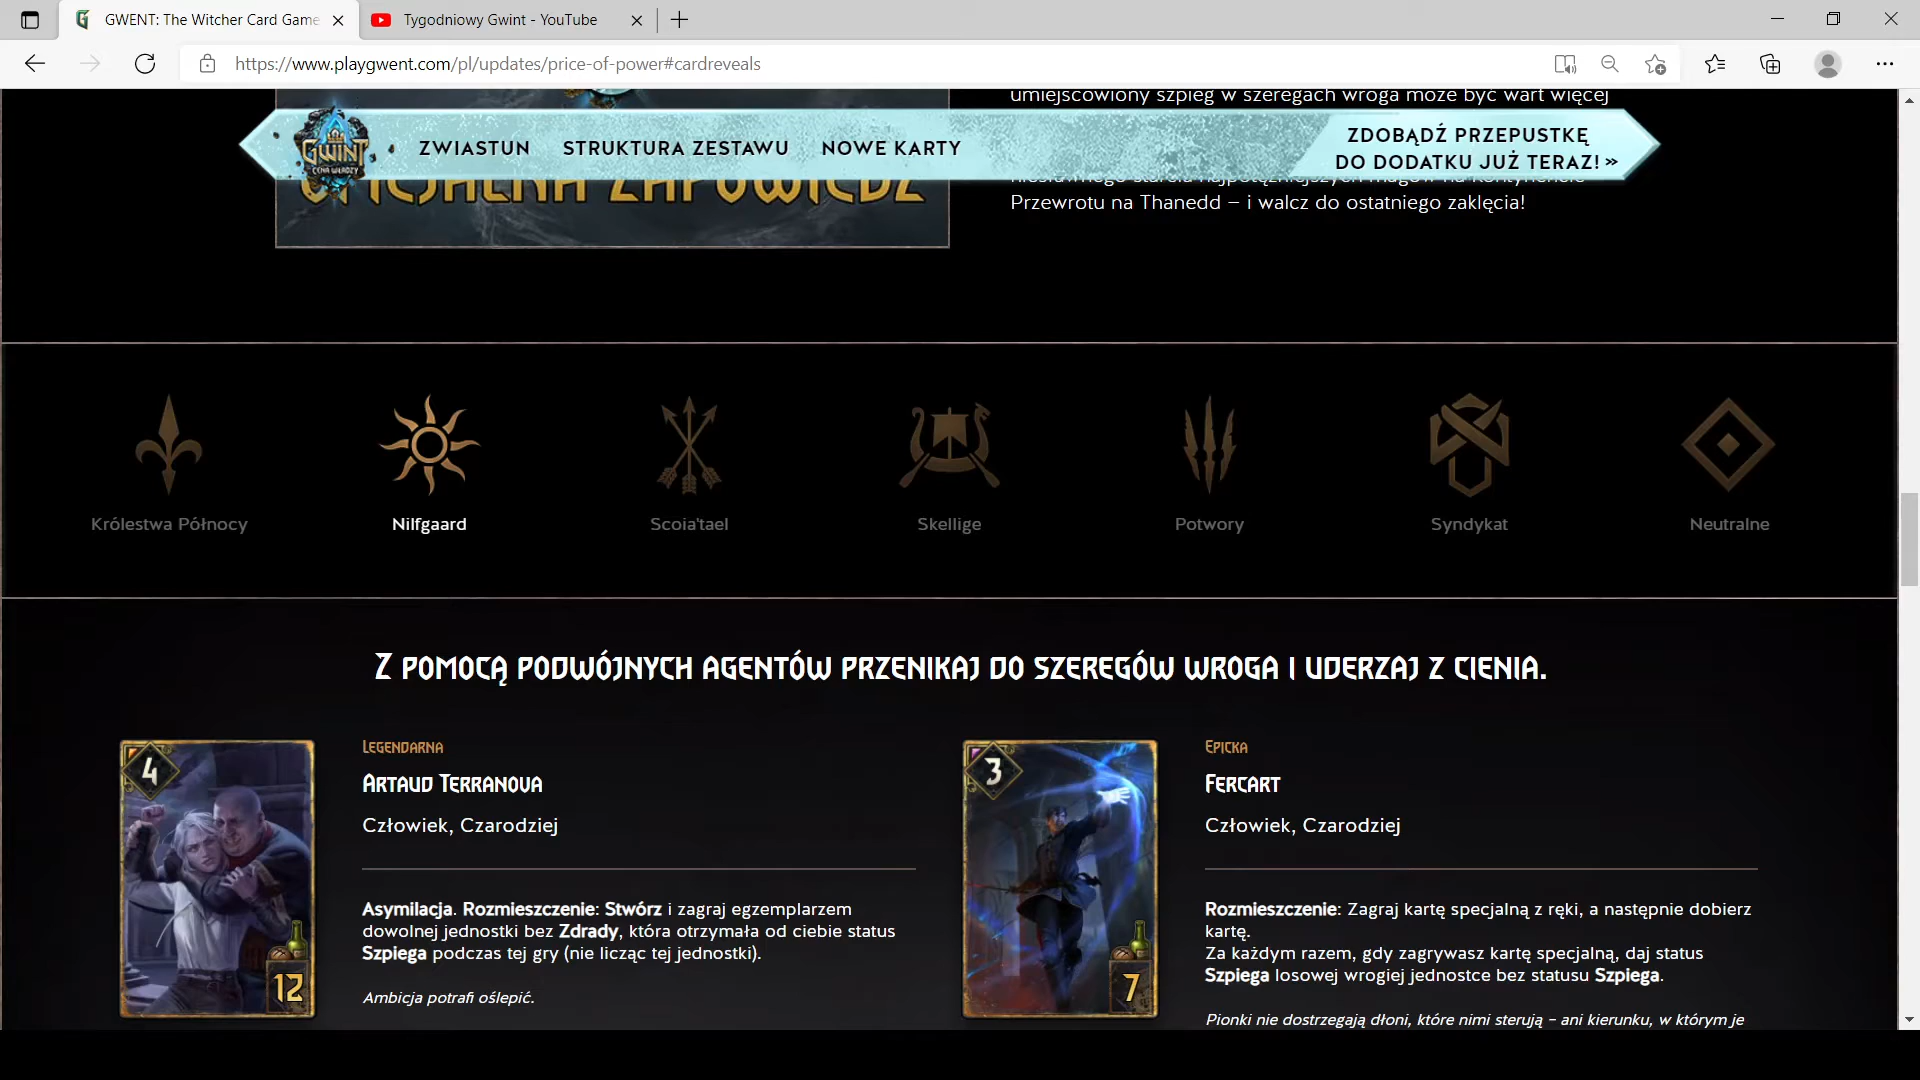 GWENT: The Witcher Card Game
Tygodniowy Gwint - YouTube
https://www.playgwent.com/pl/updates/price-of-power#cardreveals
umiejscowiony szpieg w szeregach wroga może być wart więcej
GWINT
CENA WŁADZY
ZWIASTUN
STRUKTURA ZESTAWU
NOWE KARTY
ZDOBĄDŹ PRZEPUSTKĘ
DO DODATKU JUŻ TERAZ! »
OFICJALNA ZAPOWIEDŹ
Przewrotu na Thanedd – i walcz do ostatniego zaklęcia!
Królestwa Północy
Nilfgaard
Scoia'tael
Skellige
Potwory
Syndykat
Neutralne
Z POMOCĄ PODWÓJNYCH AGENTÓW PRZENIKAJ DO SZEREGÓW WROGA I UDERZAJ Z CIENIA.
4
12
LEGENDARNA
ARTAUD TERRANOVA
Człowiek, Czarodziej
Asymilacja. Rozmieszczenie: Stwórz i zagraj egzemplarzem
dowolnej jednostki bez Zdrady, która otrzymała od ciebie status
Szpiega podczas tej gry (nie licząc tej jednostki).
Ambicja potrafi oślepić.
3
7
EPICKA
FERCART
Człowiek, Czarodziej
Rozmieszczenie: Zagraj kartę specjalną z ręki, a następnie dobierz
kartę.
Za każdym razem, gdy zagrywasz kartę specjalną, daj status
Szpiega losowej wrogiej jednostce bez statusu Szpiega.
Pionki nie dostrzegają dłoni, które nimi sterują – ani kierunku, w którym je